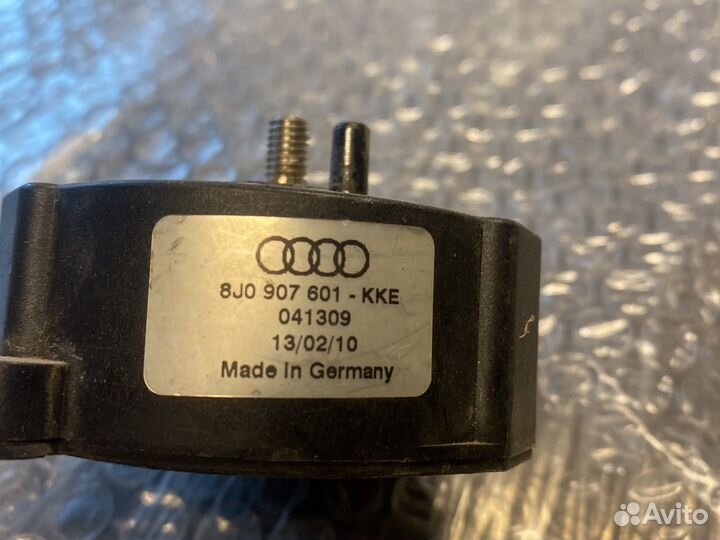 8J0 907 601 - KKE
041309
13/02/10
Made In Germany
Avito